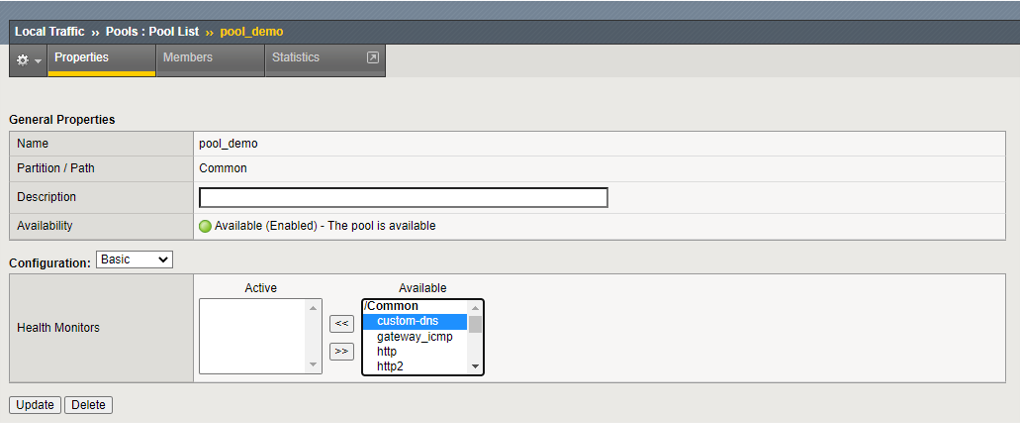 Local Traffic ›› Pools : Pool List ›› pool_demo
Properties Members Statistics
General Properties
Name pool_demo
Partition / Path Common
Description
Availability Available (Enabled) - The pool is available
Configuration: Basic
Active Available
Health Monitors
/Common
custom-dns
<< gateway_icmp
>> http
http2
Update Delete